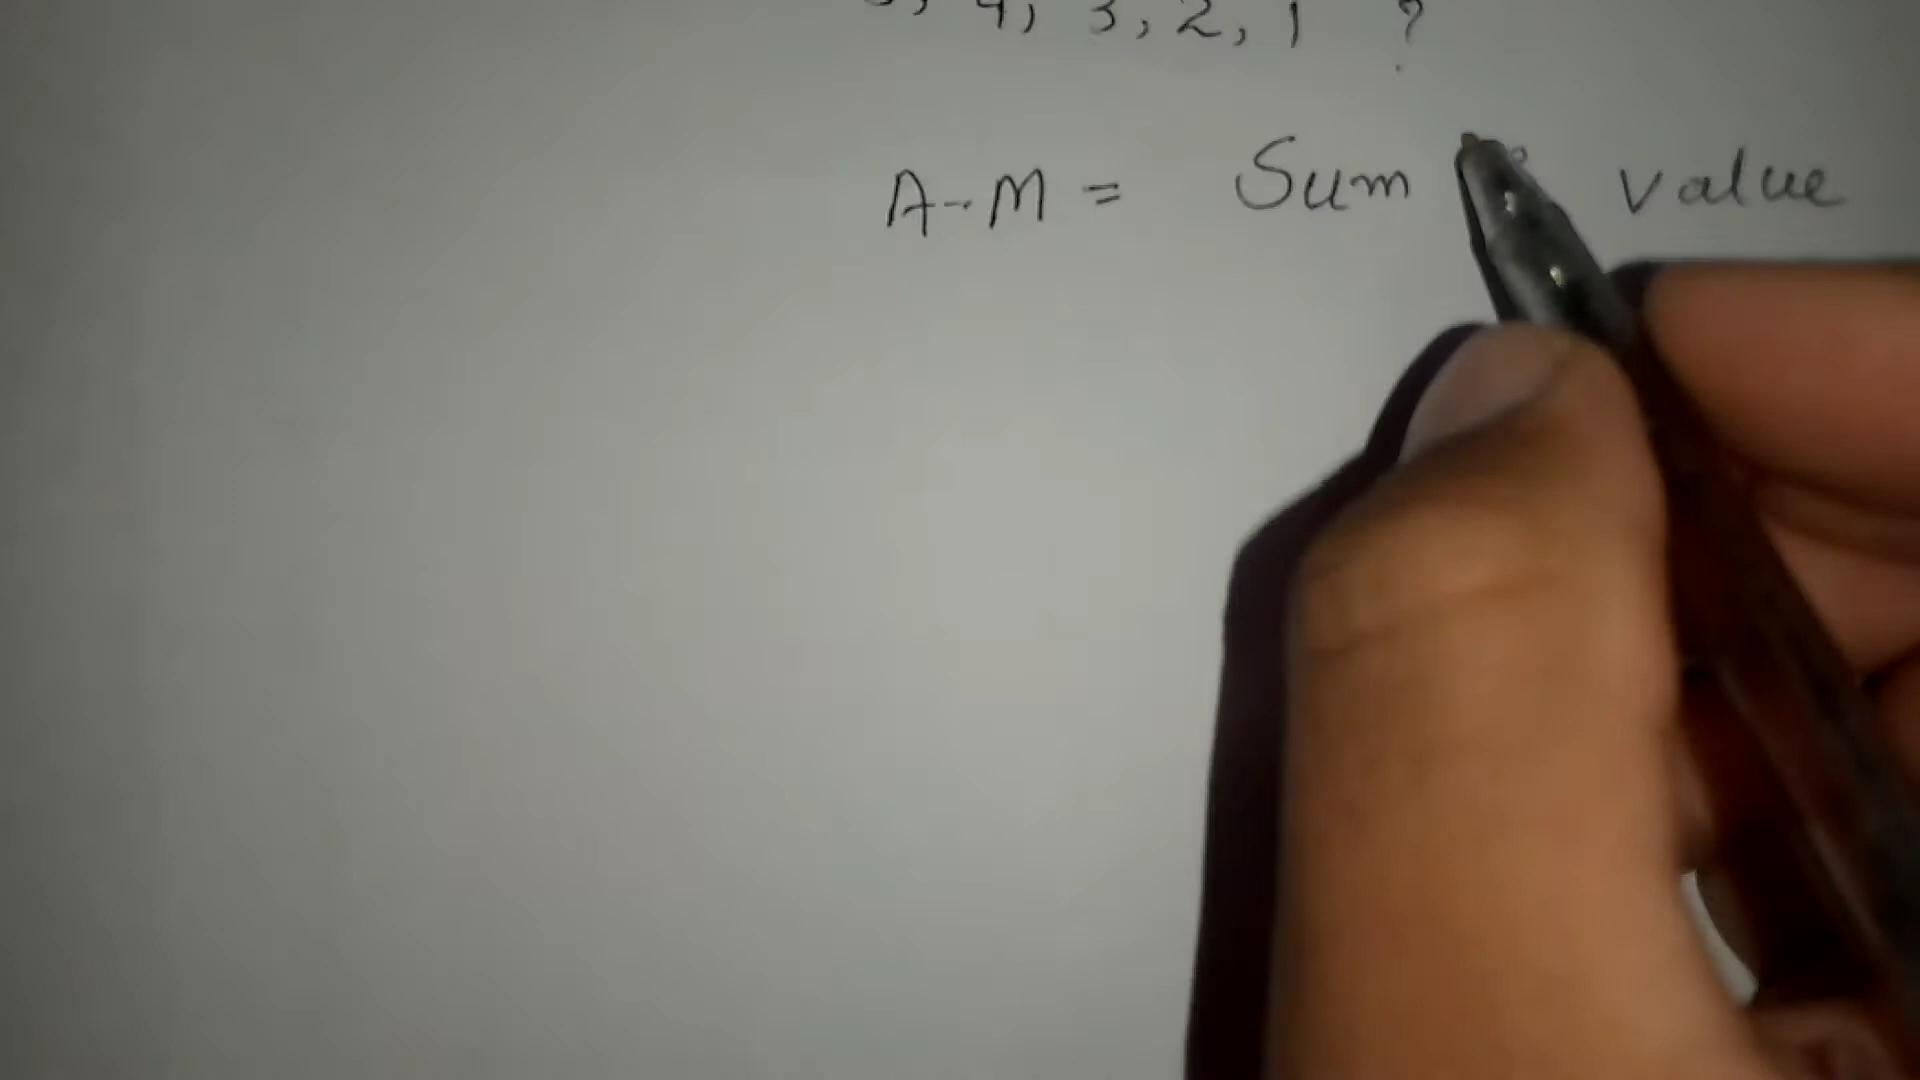 4, 3, 2, 1 ?
A-M = Sum value